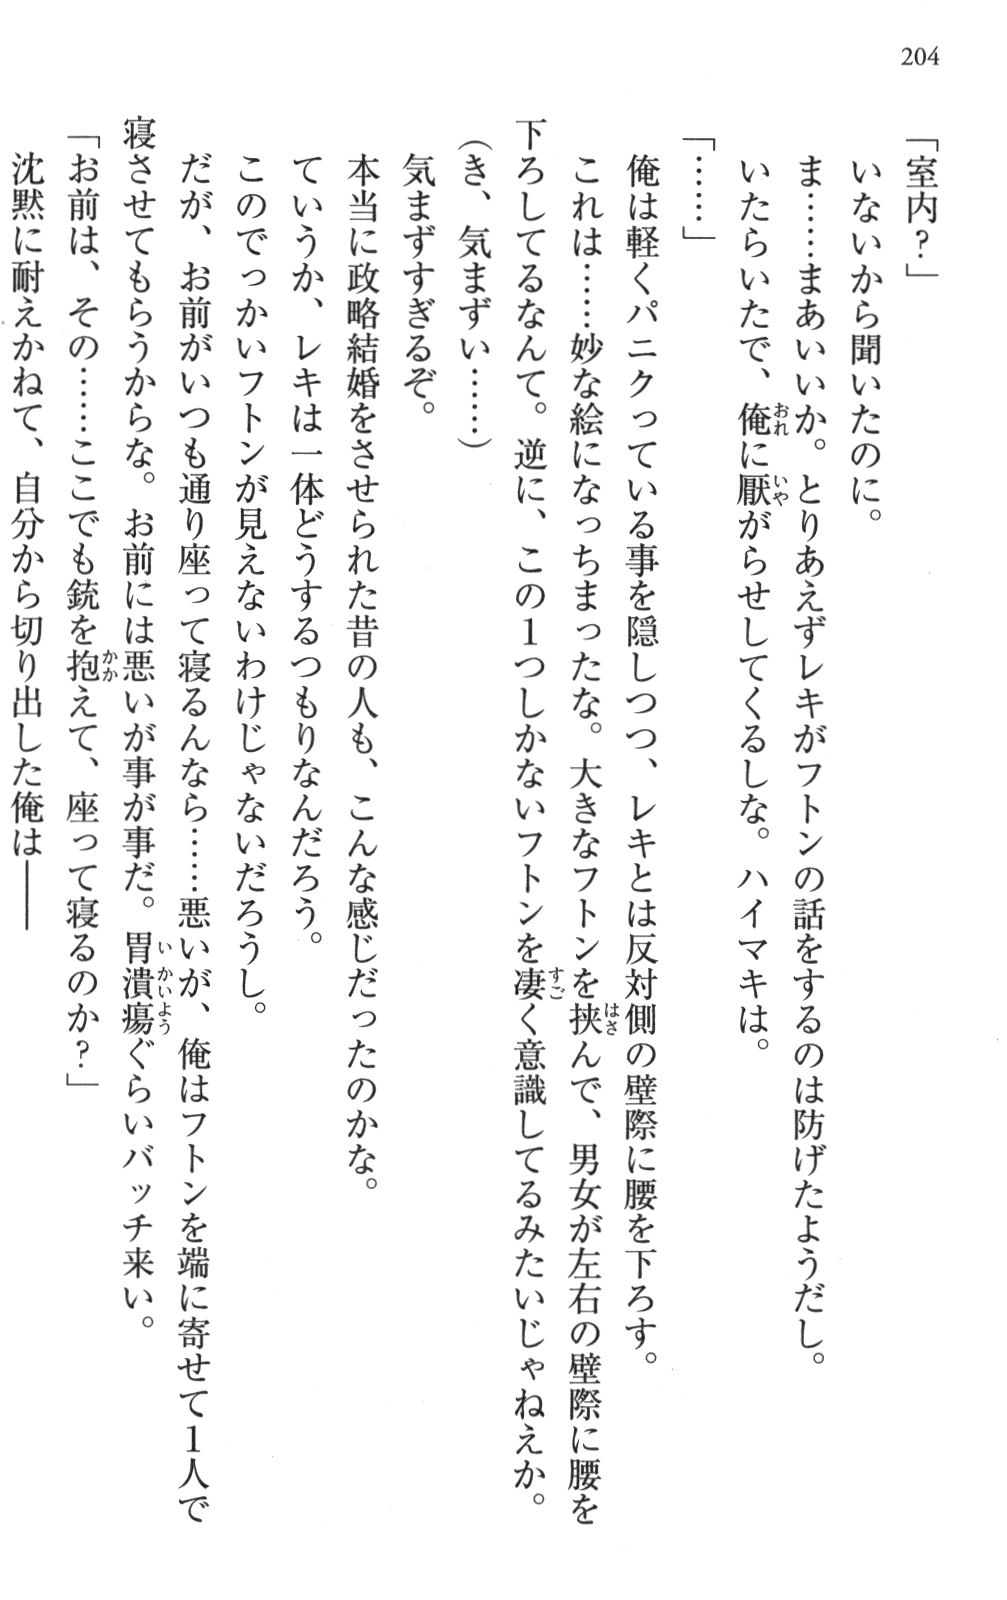 204
「室内？」
いないから聞いたのに。
ま……まあいいか。とりあえずレキがフトンの話をするのは防げたようだし。
いたらいたで、俺に厭がらせしてくるしな。ハイマキは。
「……」
俺は軽くパニクっている事を隠しつつ、レキとは反対側の壁際に腰を下ろす。
これは……妙な絵になっちまったな。大きなフトンを挟んで、男女が左右の壁際に腰を
下ろしてるなんて。逆に、この１つしかないフトンを凄く意識してるみたいじゃねえか。
（き、気まずい……）
気まずすぎるぞ。
本当に政略結婚をさせられた昔の人も、こんな感じだったのかな。
ていうか、レキは一体どうするつもりなんだろう。
このでっかいフトンが見えないわけじゃないだろうし。
だが、お前がいつも通り座って寝るんなら……悪いが、俺はフトンを端に寄せて１人で
寝させてもらうからな。お前には悪いが事が事だ。胃潰瘍ぐらいバッチ来い。
「お前は、その……ここでも銃を抱えて、座って寝るのか？」
沈黙に耐えかねて、自分から切り出した俺は――